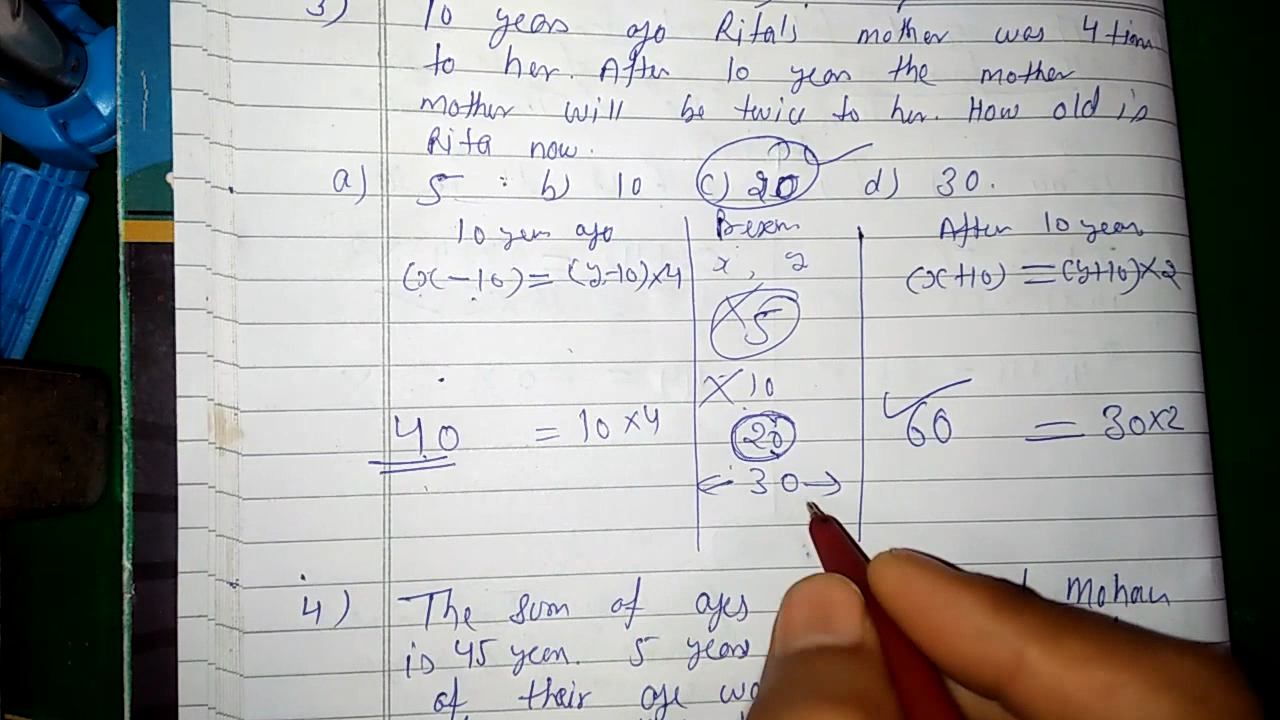 3) 10 years ago Rita's mother was 4 times
to her. After 10 year the mother
mother will be twice to her. How old is
Rita now.
a) 5 : b) 10 (c) 20 d) 30.
10 yers ago After 10 year
(x-10) = (y-10)×4 x, y (x+10) = (y+10)×2
5
10
40 = 10×4 20 60 = 30×2
30
4) The sum of ages Mohan
is 45 year. 5 years
of their age